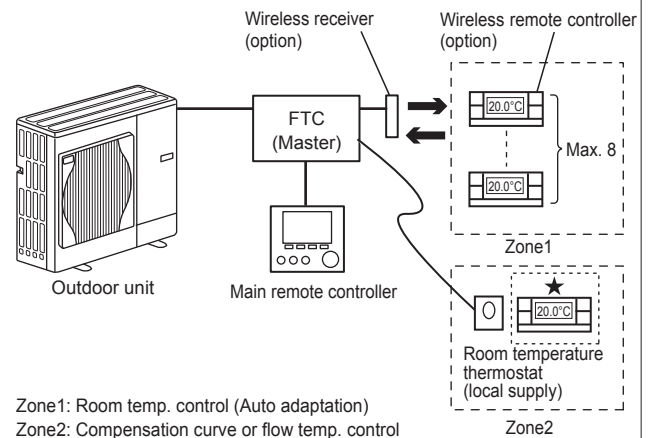 Wireless receiver
(option)
Wireless remote controller
(option)
FTC
(Master)
20.0°C
Max. 8
20.0°C
Zone1
Outdoor unit
Main remote controller
★
20.0°C
Room temperature
thermostat
(local supply)
Zone2
Zone1: Room temp. control (Auto adaptation)
Zone2: Compensation curve or flow temp. control